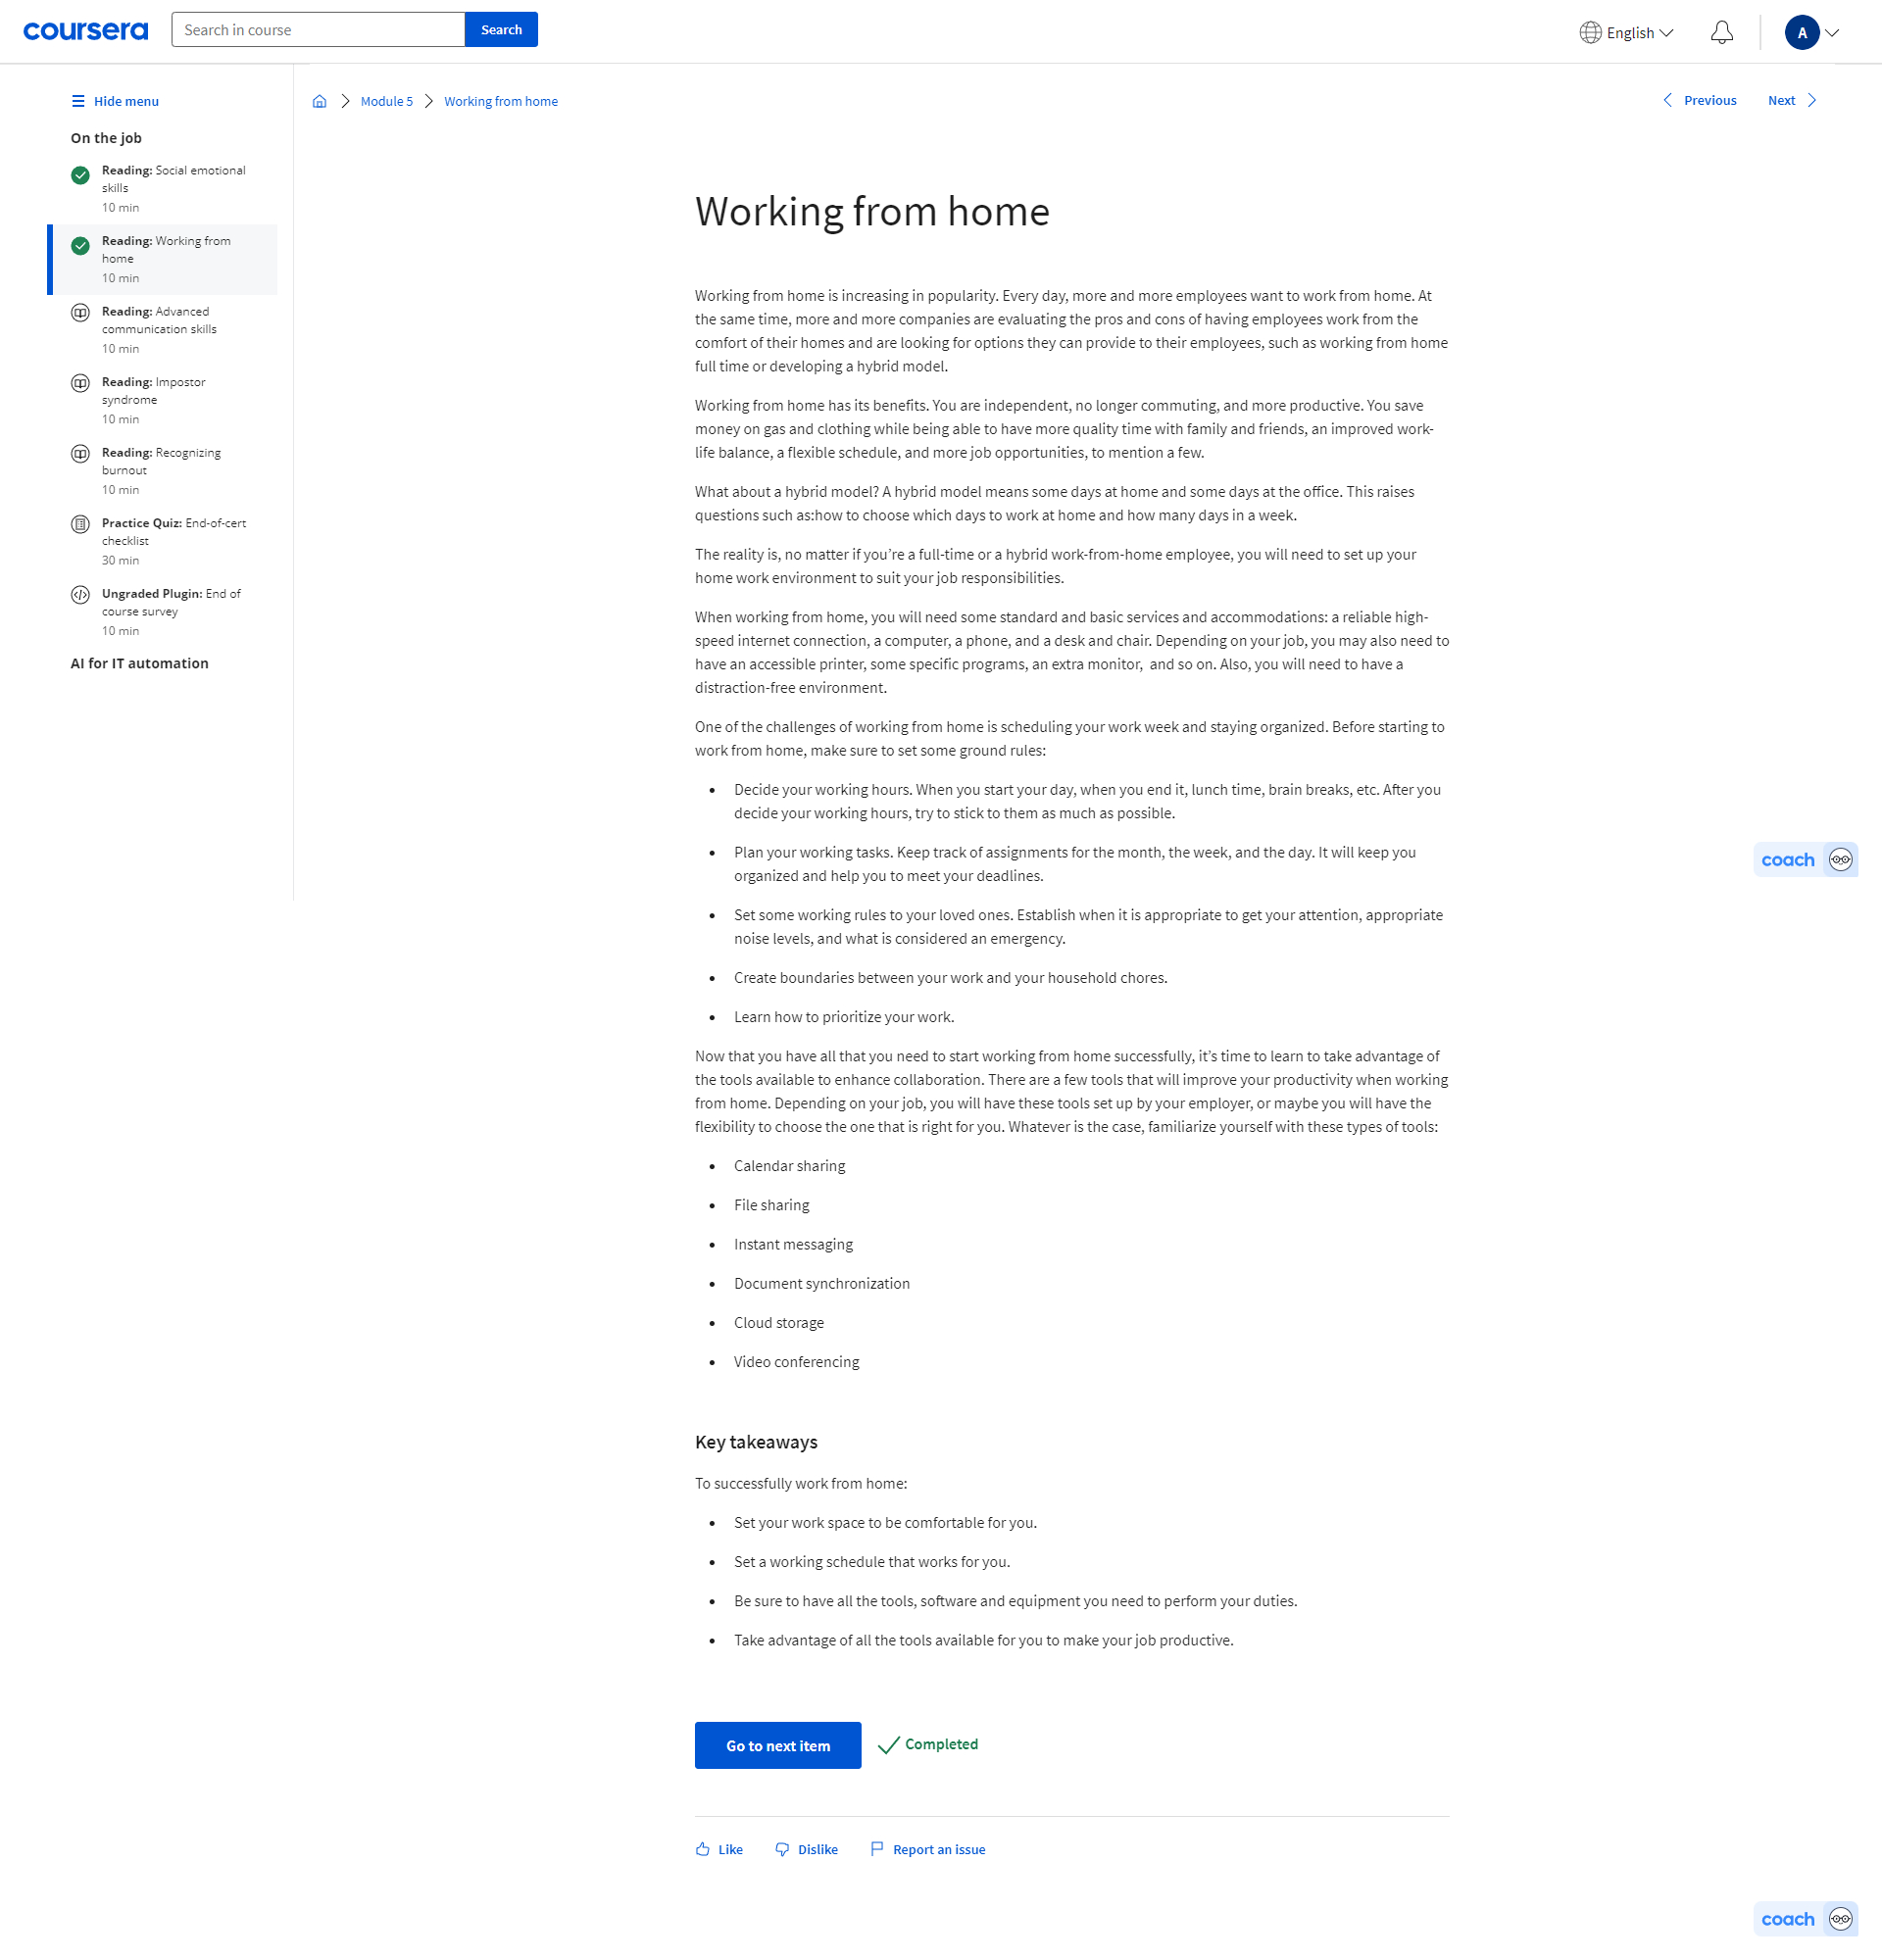 coursera
Search in course
Search
English
A
Hide menu
On the job
Reading: Social emotional
skills
10 min
Reading: Working from
home
10 min
Reading: Advanced
communication skills
10 min
Reading: Impostor
syndrome
10 min
Reading: Recognizing
burnout
10 min
Practice Quiz: End-of-cert
checklist
30 min
Ungraded Plugin: End of
course survey
10 min
AI for IT automation
Module 5
Working from home
Previous
Next
Working from home
Working from home is increasing in popularity. Every day, more and more employees want to work from home. At
the same time, more and more companies are evaluating the pros and cons of having employees work from the
comfort of their homes and are looking for options they can provide to their employees, such as working from home
full time or developing a hybrid model.
Working from home has its benefits. You are independent, no longer commuting, and more productive. You save
money on gas and clothing while being able to have more quality time with family and friends, an improved work-
life balance, a flexible schedule, and more job opportunities, to mention a few.
What about a hybrid model? A hybrid model means some days at home and some days at the office. This raises
questions such as:how to choose which days to work at home and how many days in a week.
The reality is, no matter if you’re a full-time or a hybrid work-from-home employee, you will need to set up your
home work environment to suit your job responsibilities.
When working from home, you will need some standard and basic services and accommodations: a reliable high-
speed internet connection, a computer, a phone, and a desk and chair. Depending on your job, you may also need to
have an accessible printer, some specific programs, an extra monitor,  and so on. Also, you will need to have a
distraction-free environment.
One of the challenges of working from home is scheduling your work week and staying organized. Before starting to
work from home, make sure to set some ground rules:
• Decide your working hours. When you start your day, when you end it, lunch time, brain breaks, etc. After you
decide your working hours, try to stick to them as much as possible.
• Plan your working tasks. Keep track of assignments for the month, the week, and the day. It will keep you
organized and help you to meet your deadlines.
• Set some working rules to your loved ones. Establish when it is appropriate to get your attention, appropriate
noise levels, and what is considered an emergency.
• Create boundaries between your work and your household chores.
• Learn how to prioritize your work.
Now that you have all that you need to start working from home successfully, it’s time to learn to take advantage of
the tools available to enhance collaboration. There are a few tools that will improve your productivity when working
from home. Depending on your job, you will have these tools set up by your employer, or maybe you will have the
flexibility to choose the one that is right for you. Whatever is the case, familiarize yourself with these types of tools:
• Calendar sharing
• File sharing
• Instant messaging
• Document synchronization
• Cloud storage
• Video conferencing
Key takeaways
To successfully work from home:
• Set your work space to be comfortable for you.
• Set a working schedule that works for you.
• Be sure to have all the tools, software and equipment you need to perform your duties.
• Take advantage of all the tools available for you to make your job productive.
Go to next item
Completed
Like
Dislike
Report an issue
coach
coach